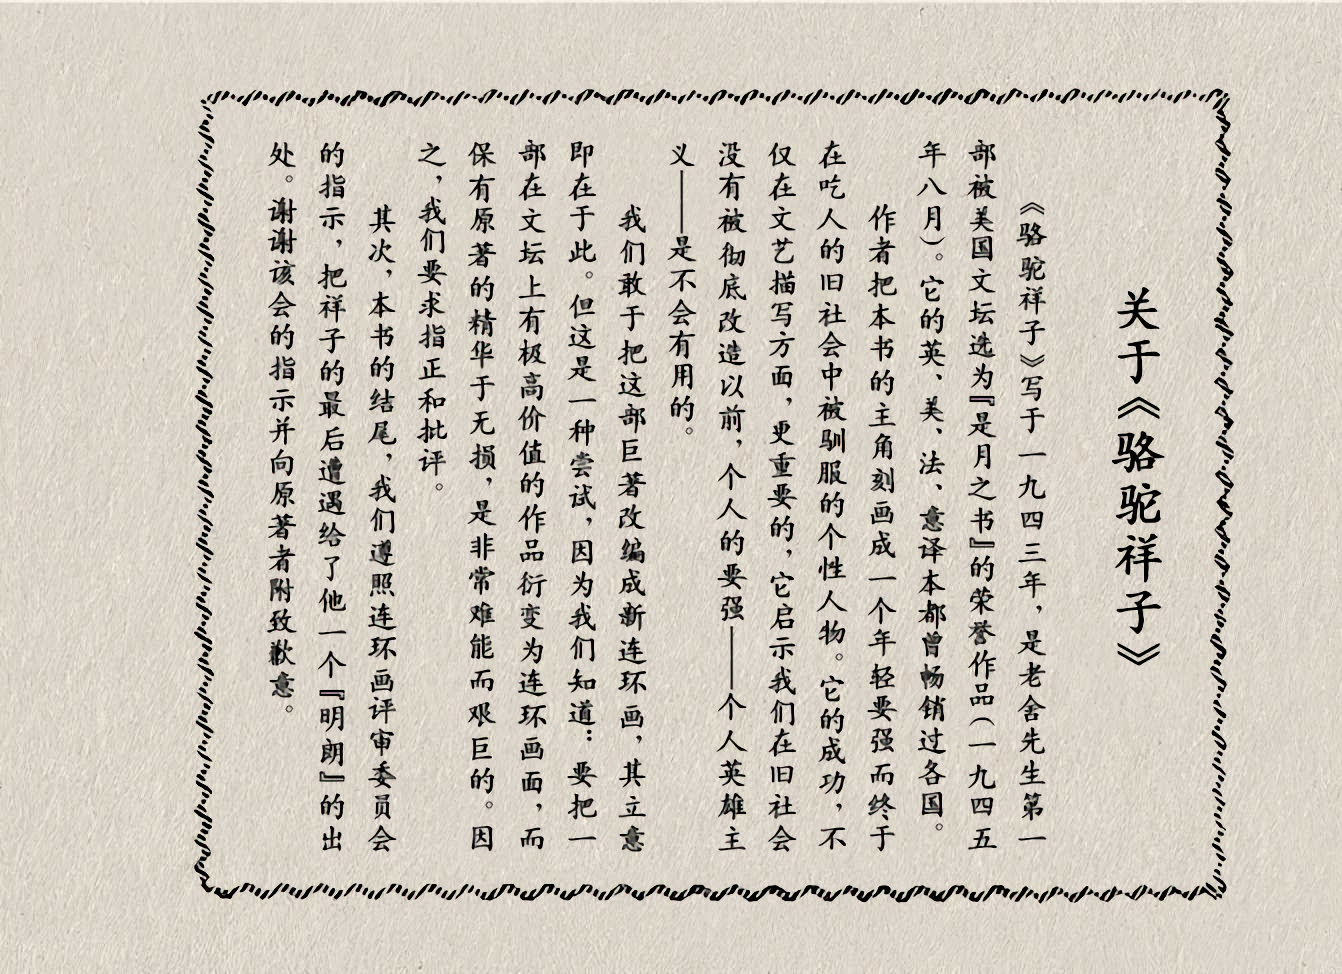 关于《骆驼祥子》
《骆驼祥子》写于一九四三年，是老舍先生第一
部被美国文坛选为『是月之书』的荣誉作品（一九四五
年八月）。它的英、美、法、意译本都曾畅销过各国。
作者把本书的主角刻画成一个年轻要强而终于
在吃人的旧社会中被驯服的个性人物。它的成功，不
仅在文艺描写方面，更重要的，它启示我们在旧社会
没有被彻底改造以前，个人的要强——个人英雄主
义——是不会有用的。
我们敢于把这部巨著改编成新连环画，其立意
即在于此。但这是一种尝试，因为我们知道：要把一
部在文坛上有极高价值的作品衍变为连环画面，而
保有原著的精华于无损，是非常难能而艰巨的。因
之，我们要求指正和批评。
其次，本书的结尾，我们遵照连环画评审委员会
的指示，把祥子的最后遭遇给了他一个『明朗』的出
处。谢谢该会的指示并向原著者附致歉意。